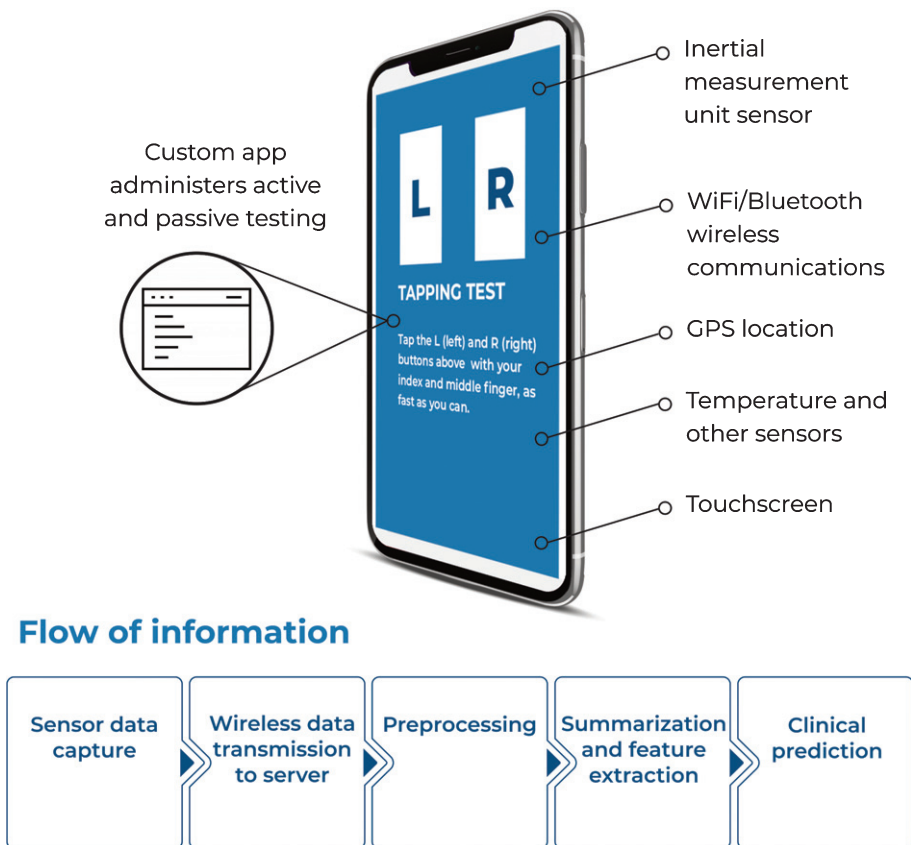 Custom app
administers active
and passive testing
L
R
TAPPING TEST
Tap the L (left) and R (right)
buttons above with your
index and middle finger, as
fast as you can.
Inertial
measurement
unit sensor
WiFi/Bluetooth
wireless
communications
GPS location
Temperature and
other sensors
Touchscreen
Flow of information
Sensor data
capture
Wireless data
transmission
to server
Preprocessing
Summarization
and feature
extraction
Clinical
prediction